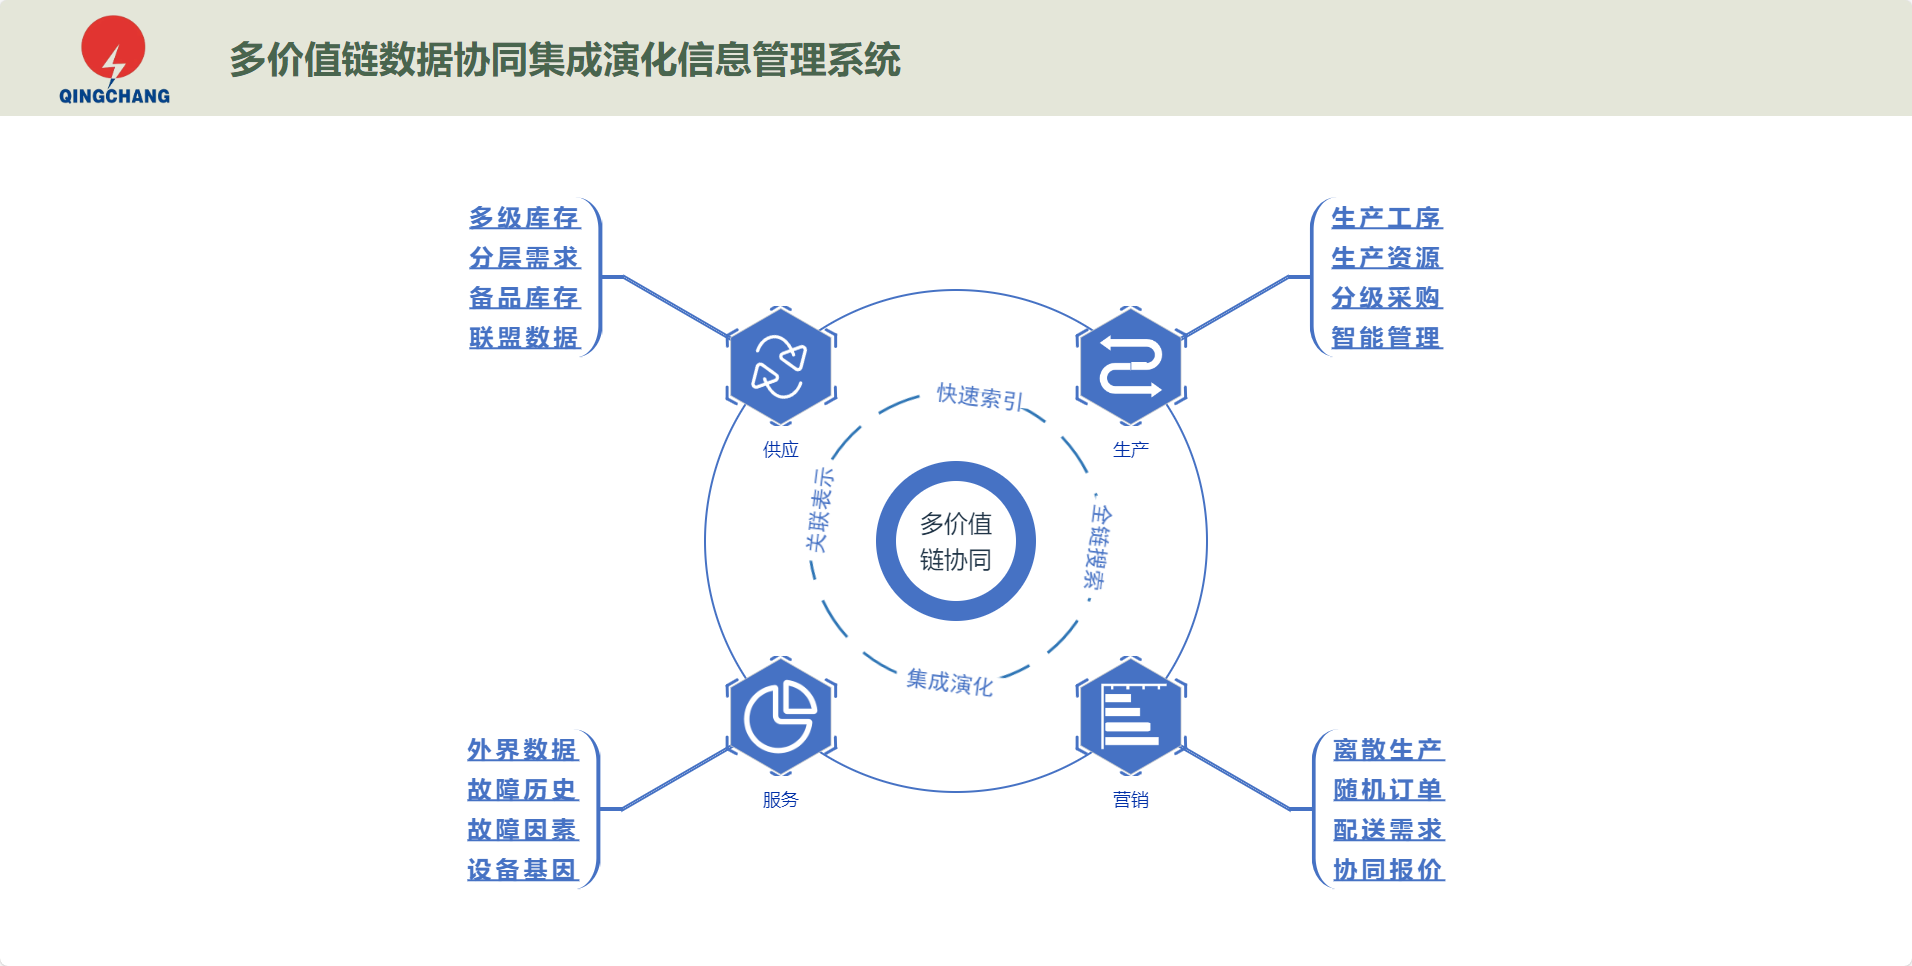 QINGCHANG
多价值链数据协同集成演化信息管理系统
多级库存
分层需求
备品库存
联盟数据
供应
生产工序
生产资源
分级采购
智能管理
生产
快速索引
关联表示
全链搜索
集成演化
多价值
链协同
外界数据
故障历史
故障因素
设备基因
服务
离散生产
随机订单
配送需求
协同报价
营销